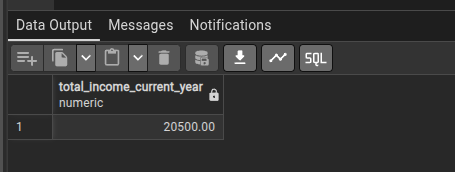 Data Output Messages Notifications
SQL
total_income_current_year
numeric
1 20500.00